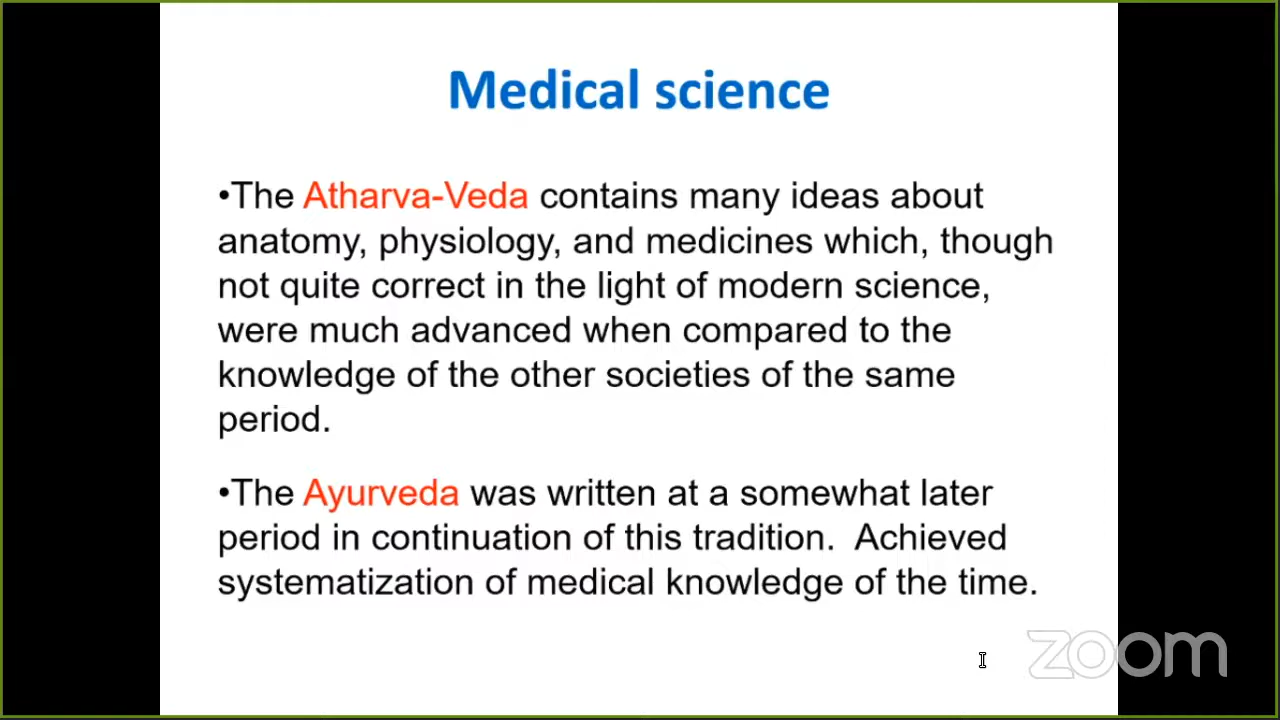 Medical science
•The Atharva-Veda contains many ideas about
anatomy, physiology, and medicines which, though
not quite correct in the light of modern science,
were much advanced when compared to the
knowledge of the other societies of the same
period.
•The Ayurveda was written at a somewhat later
period in continuation of this tradition.  Achieved
systematization of medical knowledge of the time.
zoom